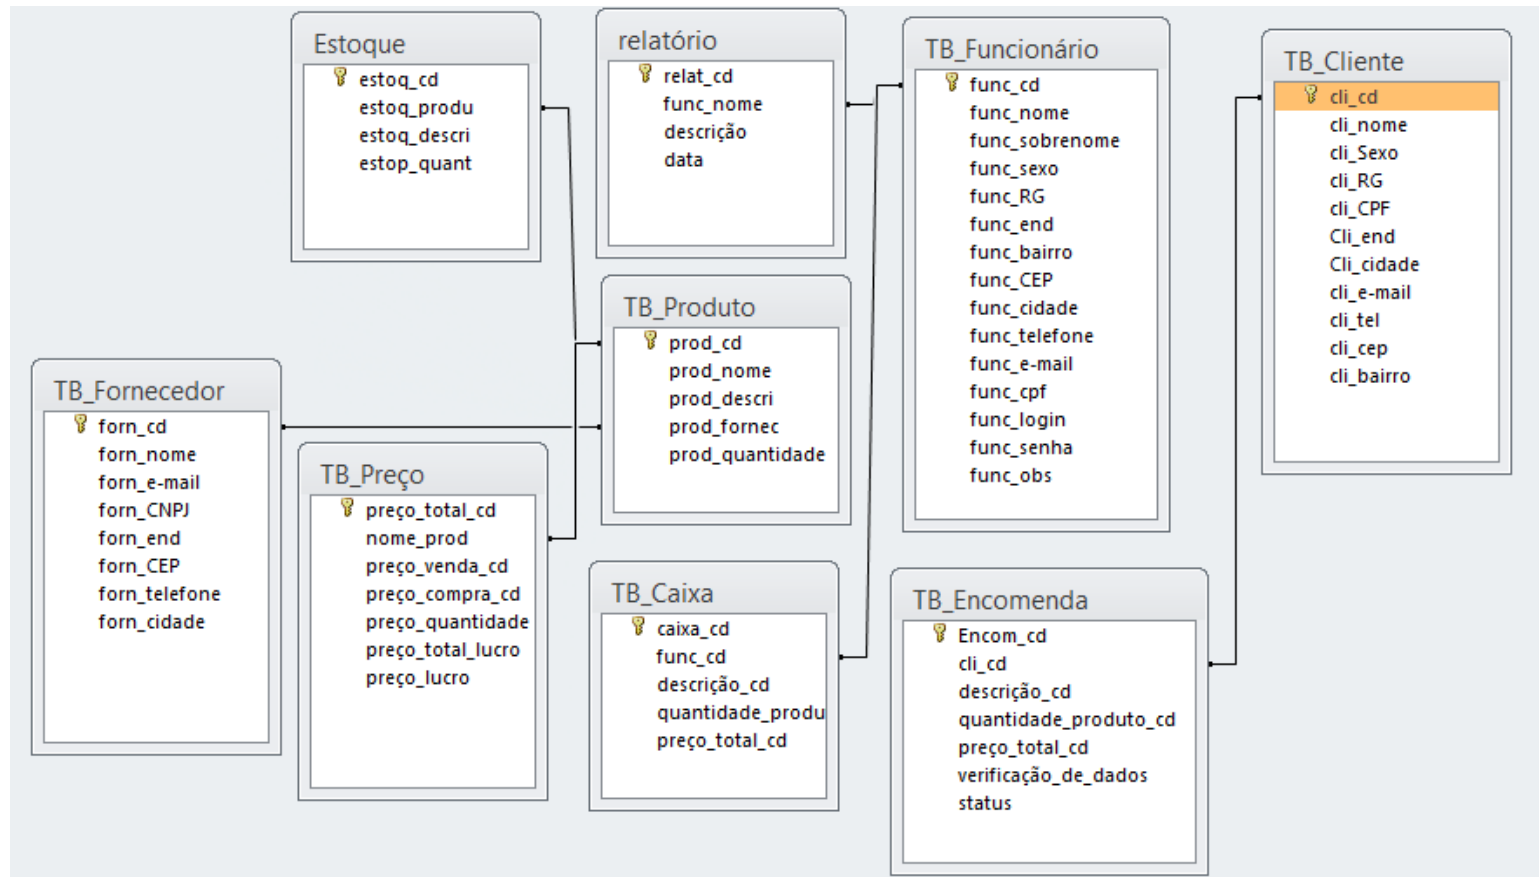 Estoque
estoq_cd
estoq_produ
estoq_descri
estop_quant
relatório
relat_cd
func_nome
descrição
data
TB_Funcionário
func_cd
func_nome
func_sobrenome
func_sexo
func_RG
func_end
func_bairro
func_CEP
func_cidade
func_telefone
func_e-mail
func_cpf
func_login
func_senha
func_obs
TB_Cliente
cli_cd
cli_nome
cli_Sexo
cli_RG
cli_CPF
Cli_end
Cli_cidade
cli_e-mail
cli_tel
cli_cep
cli_bairro
TB_Produto
prod_cd
prod_nome
prod_descri
prod_fornec
prod_quantidade
TB_Fornecedor
forn_cd
forn_nome
forn_e-mail
forn_CNPJ
forn_end
forn_CEP
forn_telefone
forn_cidade
TB_Preço
preço_total_cd
nome_prod
preço_venda_cd
preço_compra_cd
preço_quantidade
preço_total_lucro
preço_lucro
TB_Caixa
caixa_cd
func_cd
descrição_cd
quantidade_produ
preço_total_cd
TB_Encomenda
Encom_cd
cli_cd
descrição_cd
quantidade_produto_cd
preço_total_cd
verificação_de_dados
status